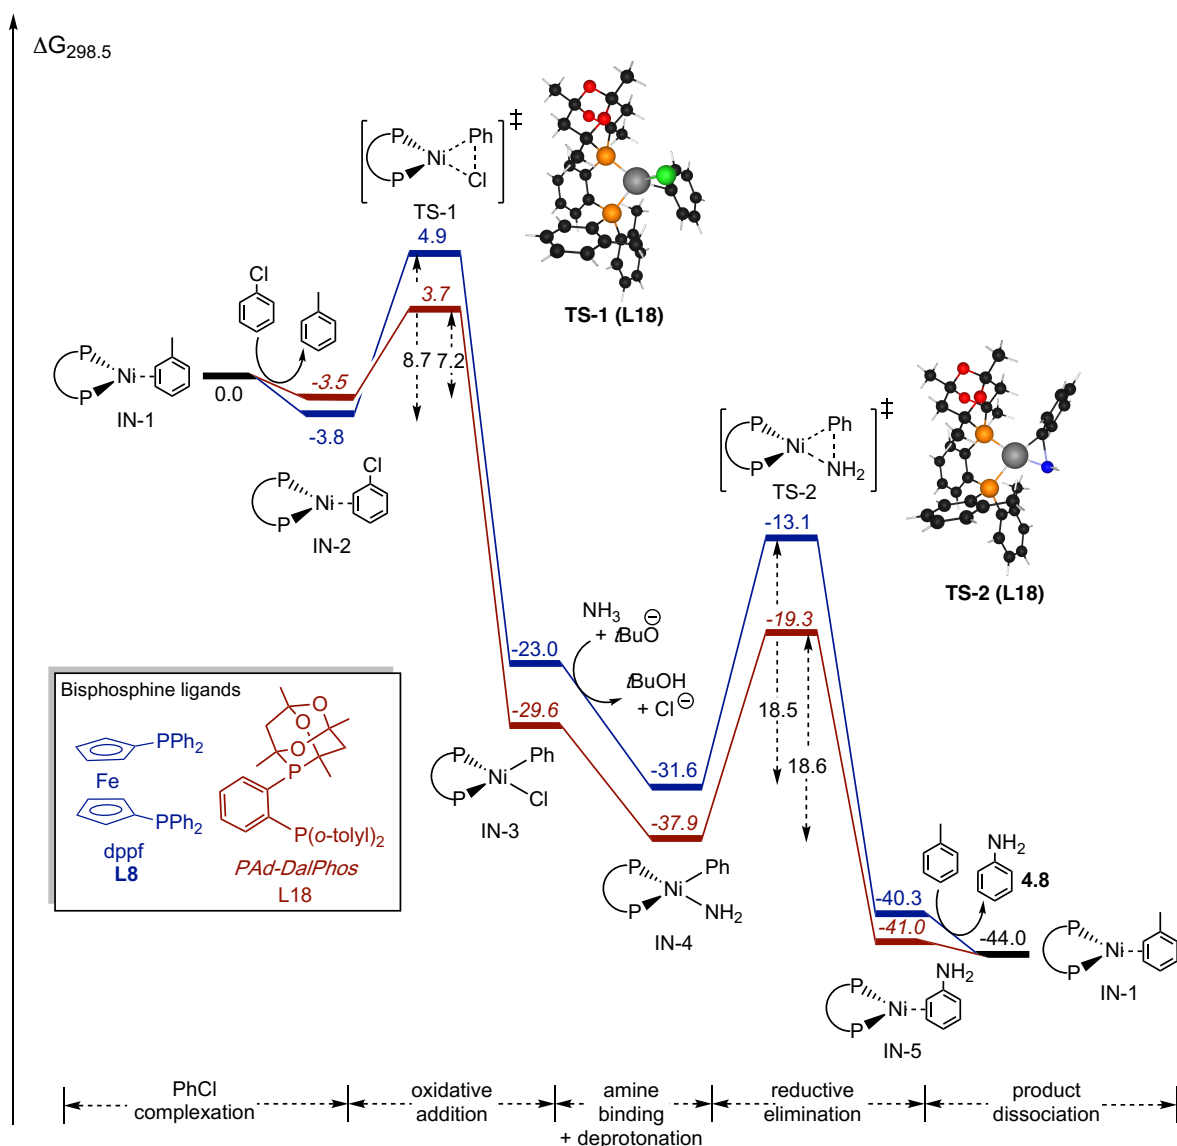 ΔG298.5
Ph
P
Ni
P
Cl
‡
TS-1
4.9
TS-1 (L18)
3.7
8.7
7.2
Cl
P
Ni
P
IN-1
0.0
-3.5
-3.8
Cl
P
Ni
P
IN-2
Ph
P
Ni
P
NH2
‡
TS-2
-13.1
TS-2 (L18)
-19.3
18.5
18.6
NH3
+ tBuO⊖
tBuOH
+ Cl⊖
-23.0
-29.6
P
Ph
Ni
P
Cl
IN-3
-31.6
-37.9
P
Ph
Ni
P
NH2
IN-4
Bisphosphine ligands
PPh2
Fe
PPh2
dppf
L8
O
O
O
P
P(o-tolyl)2
PAd-DalPhos
L18
NH2
4.8
-40.3
-41.0
-44.0
P
Ni
P
IN-1
NH2
P
Ni
P
IN-5
PhCl
complexation
oxidative
addition
amine
binding
+ deprotonation
reductive
elimination
product
dissociation